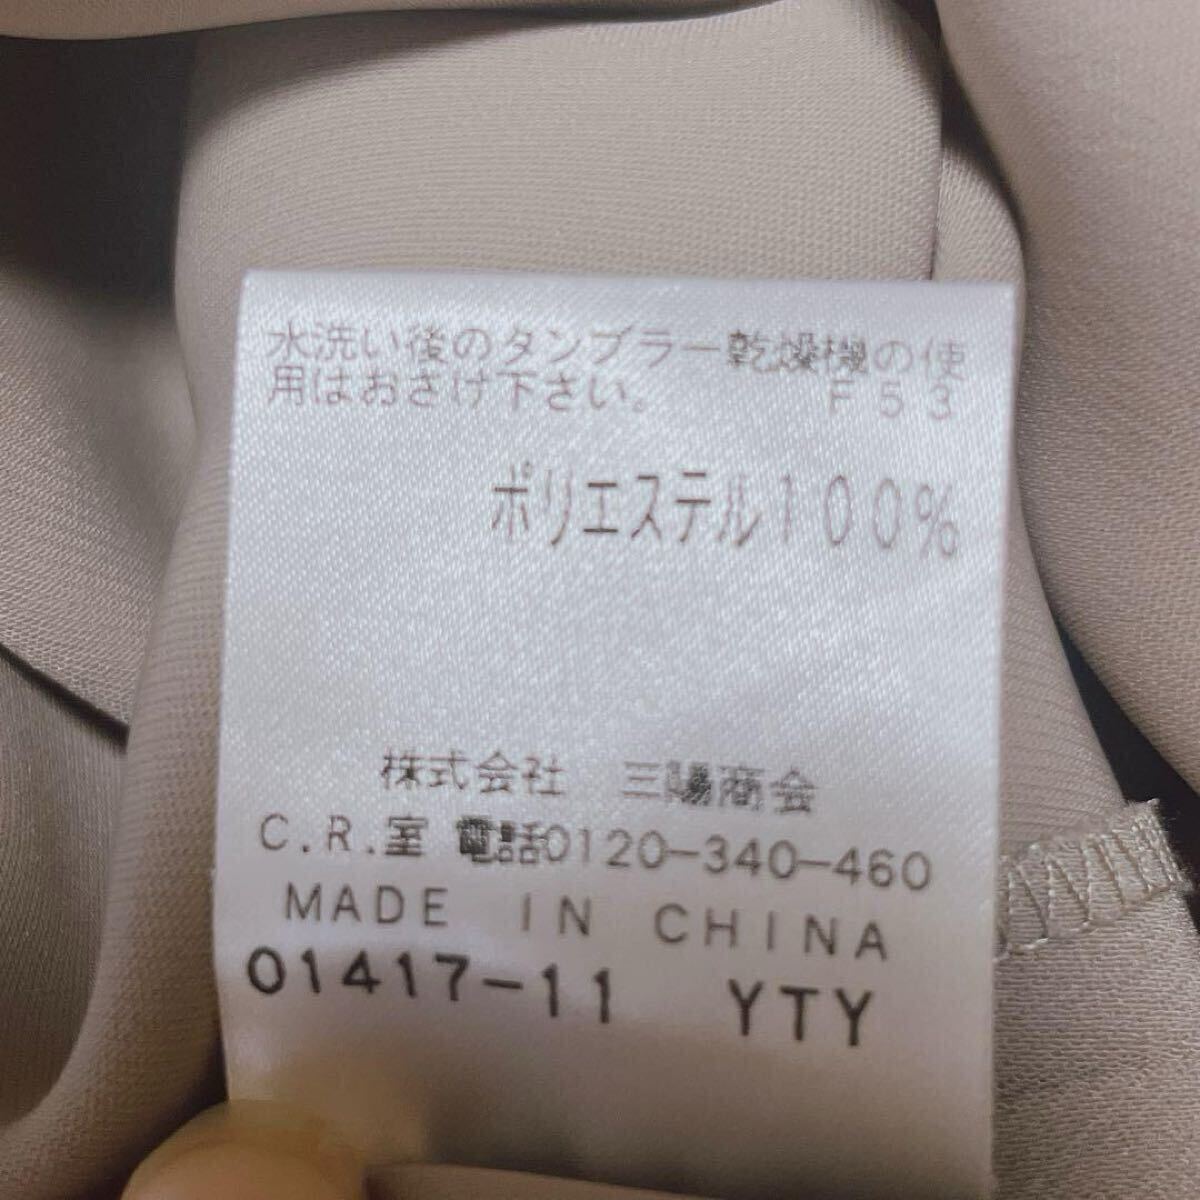 水洗い後のタンブラー乾燥機の使
用はおさけ下さい。 F53
ポリエステル100%
株式会社 三陽商会
C.R.室 電話0120-340-460
MADE IN CHINA
01417-11 YTY